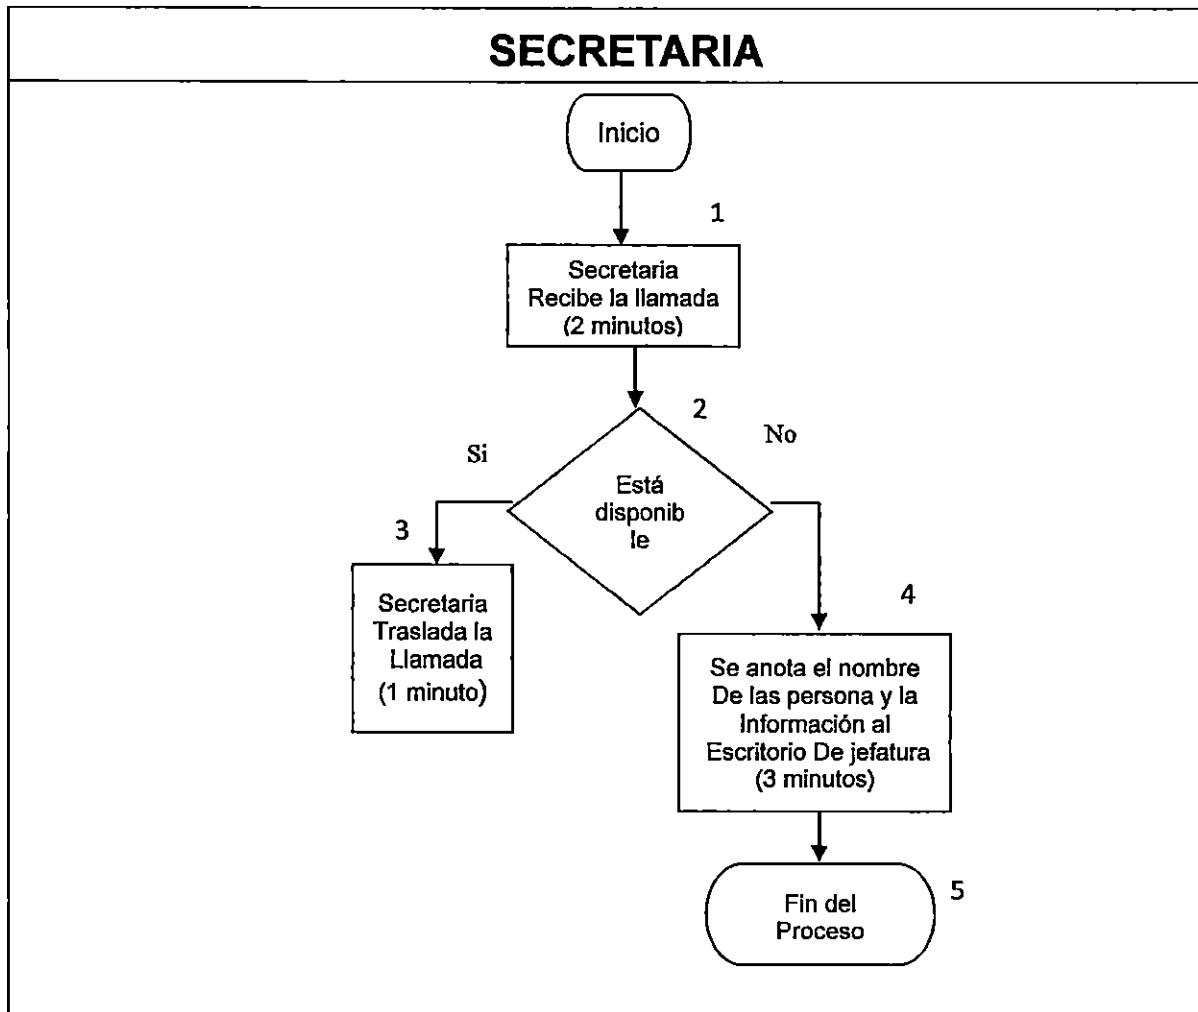 SECRETARIA
Inicio
1
Secretaria
Recibe la llamada
(2 minutos)
2
Si
No
Está
disponib
le
3
Secretaria
Traslada la
Llamada
(1 minuto)
4
Se anota el nombre
De las persona y la
Información al
Escritorio De jefatura
(3 minutos)
5
Fin del
Proceso